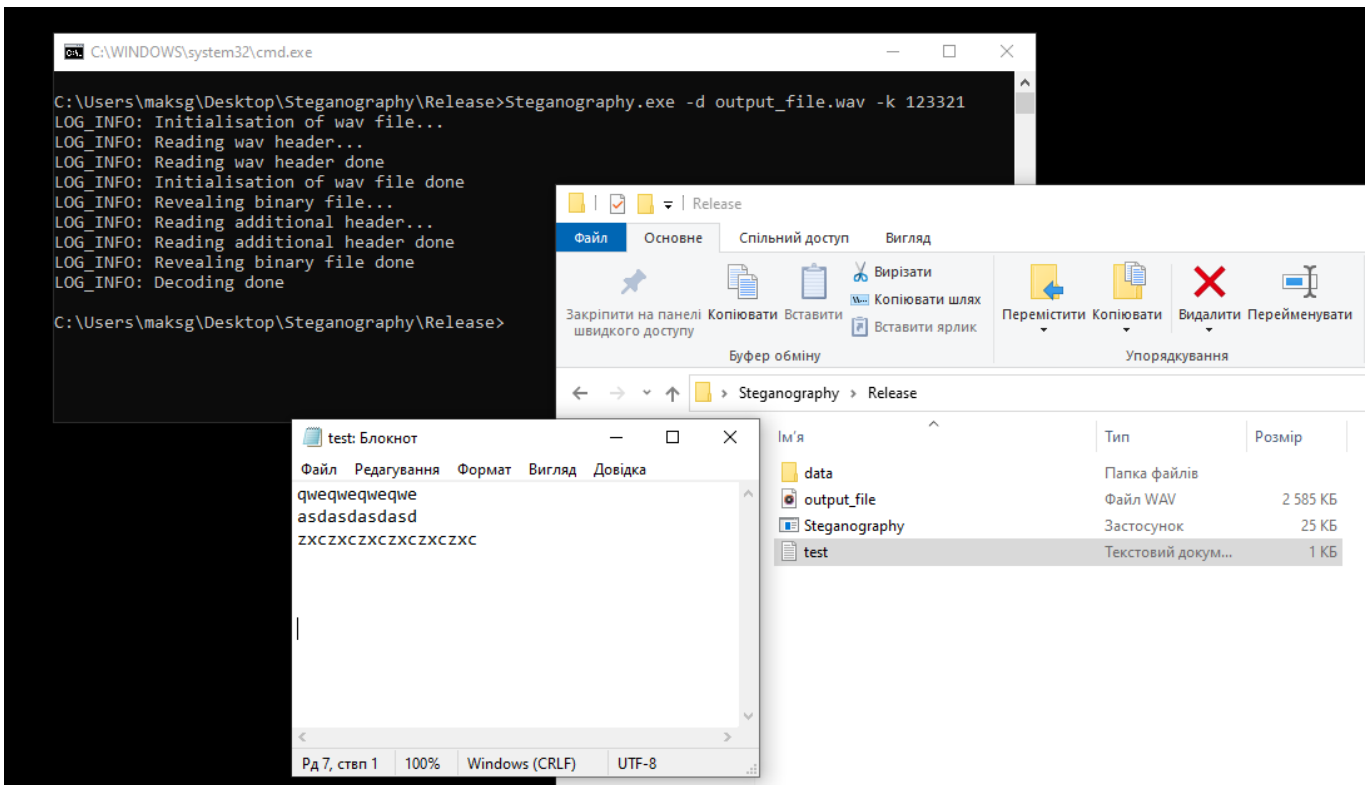 C:\WINDOWS\system32\cmd.exe
C:\Users\maksg\Desktop\Steganography\Release>Steganography.exe -d output_file.wav -k 123321
LOG_INFO: Initialisation of wav file...
LOG_INFO: Reading wav header...
LOG_INFO: Reading wav header done
LOG_INFO: Initialisation of wav file done
LOG_INFO: Revealing binary file...
LOG_INFO: Reading additional header...
LOG_INFO: Reading additional header done
LOG_INFO: Revealing binary file done
LOG_INFO: Decoding done
C:\Users\maksg\Desktop\Steganography\Release>
Release
Файл Основне Спільний доступ Вигляд
Закріпити на панелі швидкого доступу
Копіювати
Вставити
Вирізати
Копіювати шлях
Вставити ярлик
Буфер обміну
Перемістити
Копіювати
Видалити
Перейменувати
Упорядкування
Steganography > Release
Ім'я Тип Розмір
data Папка файлів
output_file Файл WAV 2 585 КБ
Steganography Застосунок 25 КБ
test Текстовий докум... 1 КБ
test: Блокнот
Файл Редагування Формат Вигляд Довідка
qweqweqweqwe
asdasdasdasd
zxczxczxczxczxczxc
Рд 7, ствп 1 100% Windows (CRLF) UTF-8